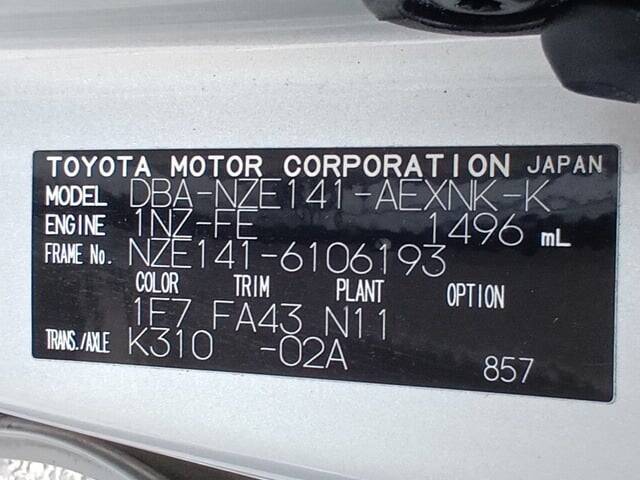 TOYOTA MOTOR CORPORATION JAPAN
MODEL DBA-NZE141-AEXNK-K
ENGINE 1NZ-FE 1496 mL
FRAME No. NZE141-6106193
COLOR TRIM PLANT OPTION
1F7 FA43 N11
TRANS./AXLE K310 -02A
857